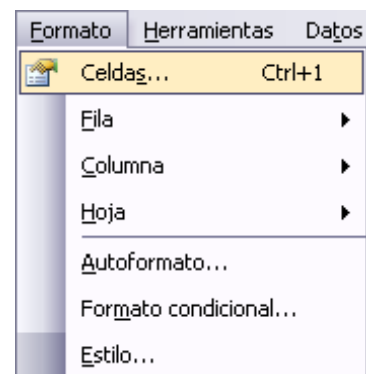 Formato Herramientas Datos
Celdas... Ctrl+1
Fila
Columna
Hoja
Autoformato...
Formato condicional...
Estilo...